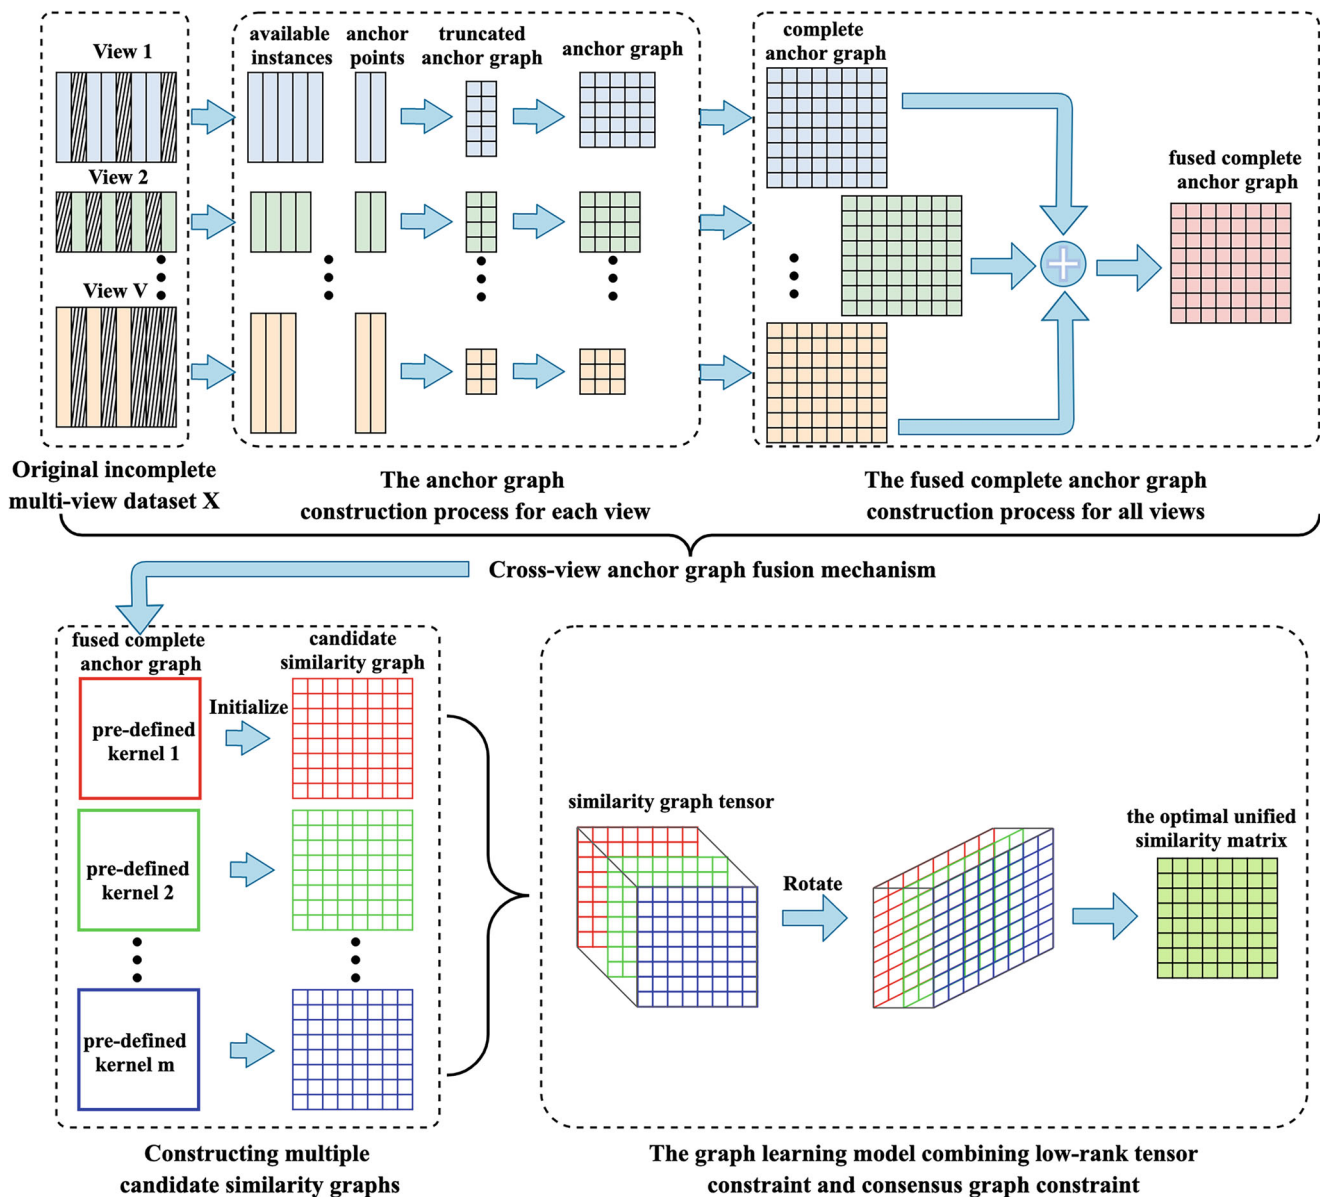 View 1
View 2
View V
Original incomplete
multi-view dataset X
available
instances
anchor
points
truncated
anchor graph
anchor graph
The anchor graph
construction process for each view
complete
anchor graph
fused complete
anchor graph
The fused complete anchor graph
construction process for all views
Cross-view anchor graph fusion mechanism
fused complete
anchor graph
pre-defined
kernel 1
Initialize
candidate
similarity graph
pre-defined
kernel 2
pre-defined
kernel m
Constructing multiple
candidate similarity graphs
similarity graph tensor
Rotate
the optimal unified
similarity matrix
The graph learning model combining low-rank tensor
constraint and consensus graph constraint